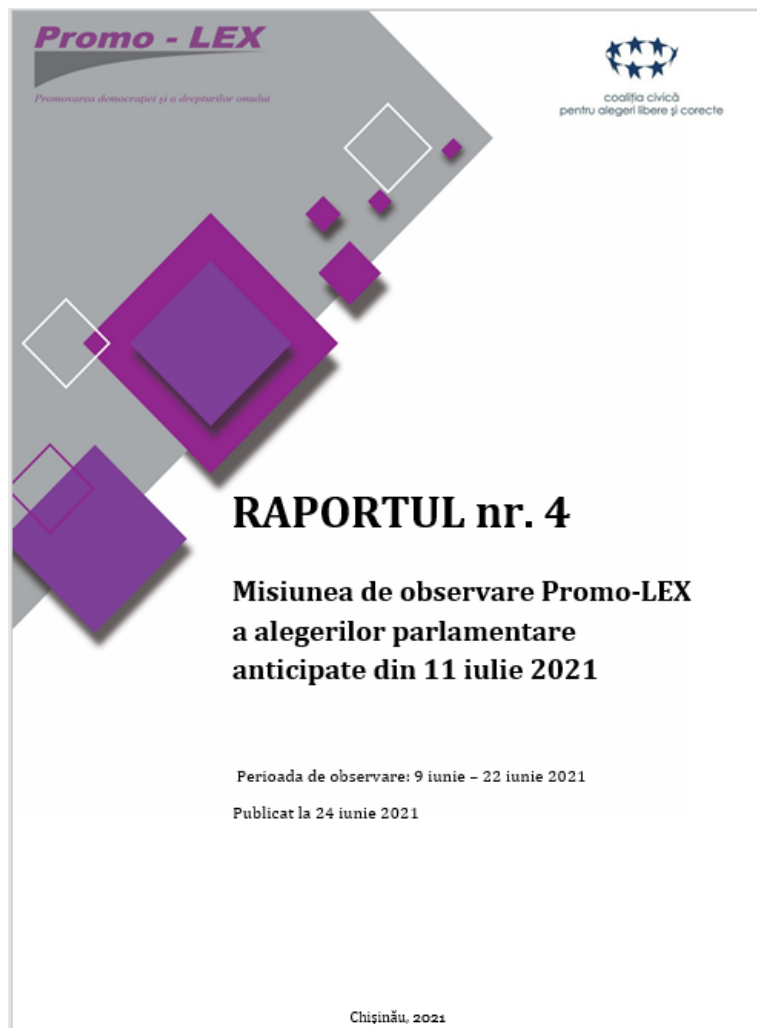 Promo - LEX
Promovarea democrației și a drepturilor omului
coaliția civică
pentru alegeri libere și corecte
RAPORTUL nr. 4
Misiunea de observare Promo-LEX
a alegerilor parlamentare
anticipate din 11 iulie 2021
Perioada de observare: 9 iunie – 22 iunie 2021
Publicat la 24 iunie 2021
Chișinău, 2021